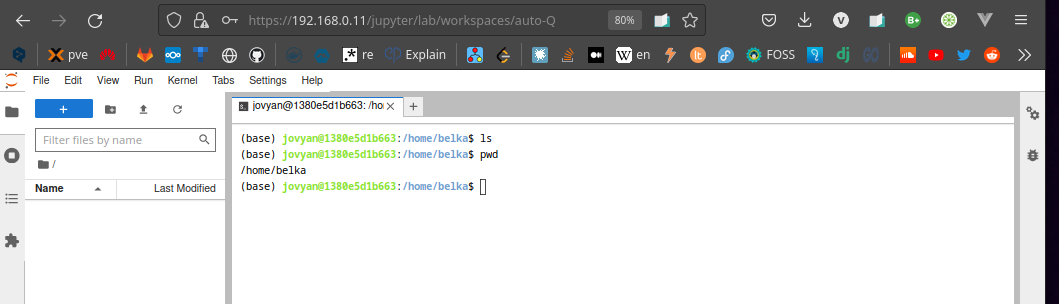 https://192.168.0.11/jupyter/lab/workspaces/auto-Q
80%
V
B+
pve
.* re
Explain
W en
lt
FOSS
dj
File Edit View Run Kernel Tabs Settings Help
+
jovyan@1380e5d1b663: /ho
+
Filter files by name
/
Name
Last Modified
(base) jovyan@1380e5d1b663:/home/belka$ ls
(base) jovyan@1380e5d1b663:/home/belka$ pwd
/home/belka
(base) jovyan@1380e5d1b663:/home/belka$